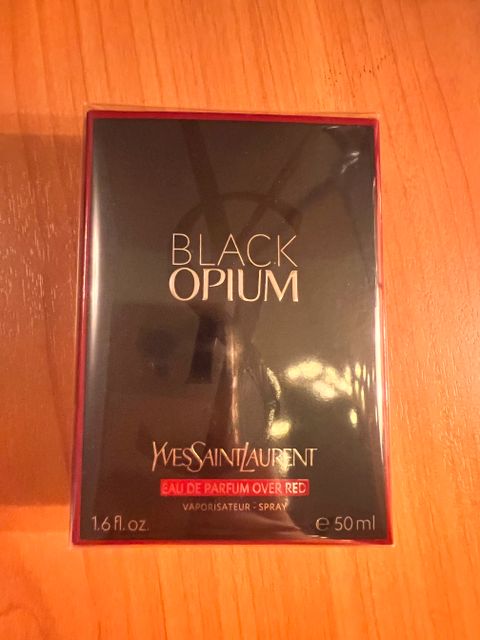 BLACK
OPIUM
YVESSAINTLAURENT
EAU DE PARFUM OVER RED
VAPORISATEUR - SPRAY
1.6 fl. oz. ℮ 50 ml